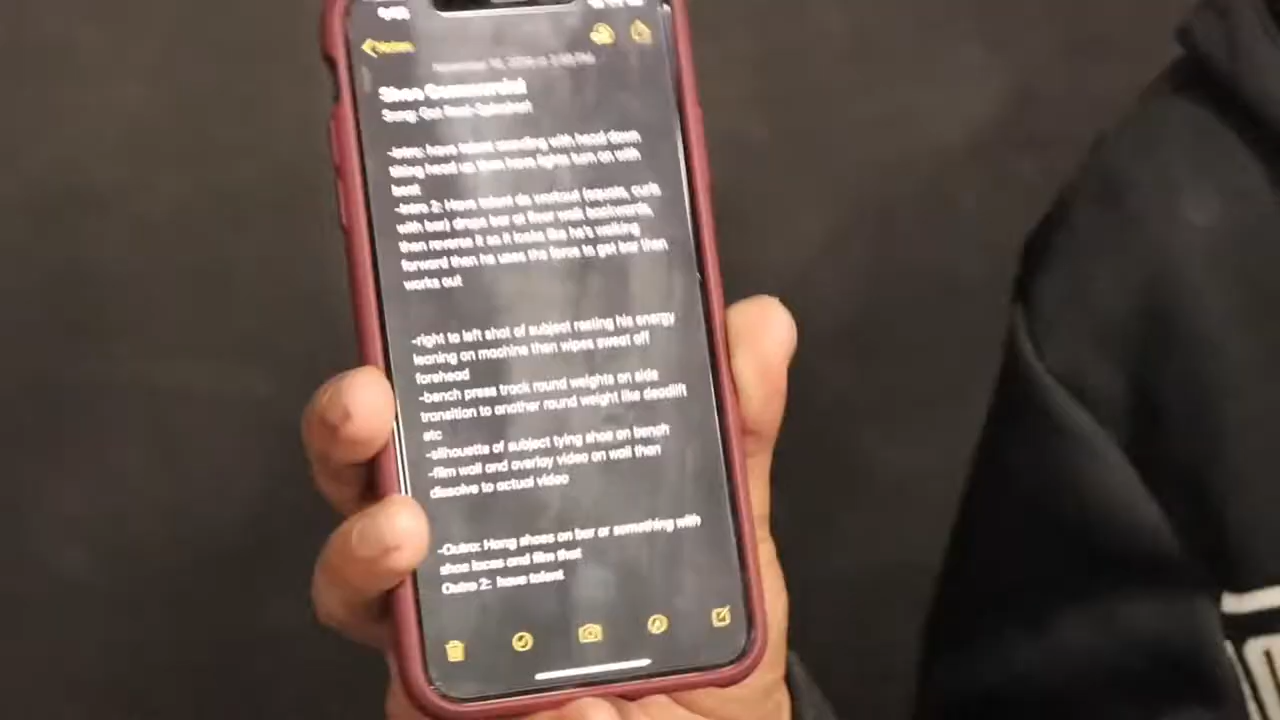 Notes
Shoe Commercial
Song: Got
-Intro: have talent standing with head down
tilting head up then have lights turn on with
beat
-Intro 2: Have talent do workout (squats, curls
with bar) drops bar at floor walk backwards,
then reverse it so it looks like he's walking
forward then he uses the force to get bar then
works out
-right to left shot of subject resting his energy
leaning on machine then wipes sweat off
forehead
-bench press track round weights on side
transition to another round weight like deadlift
etc
-silhouette of subject tying shoe on bench
-film wall and overlay video on wall than
dissolve to actual video
-Outro: Hang shoes on bar or something with
shoe laces and film that
Outro 2: have talent